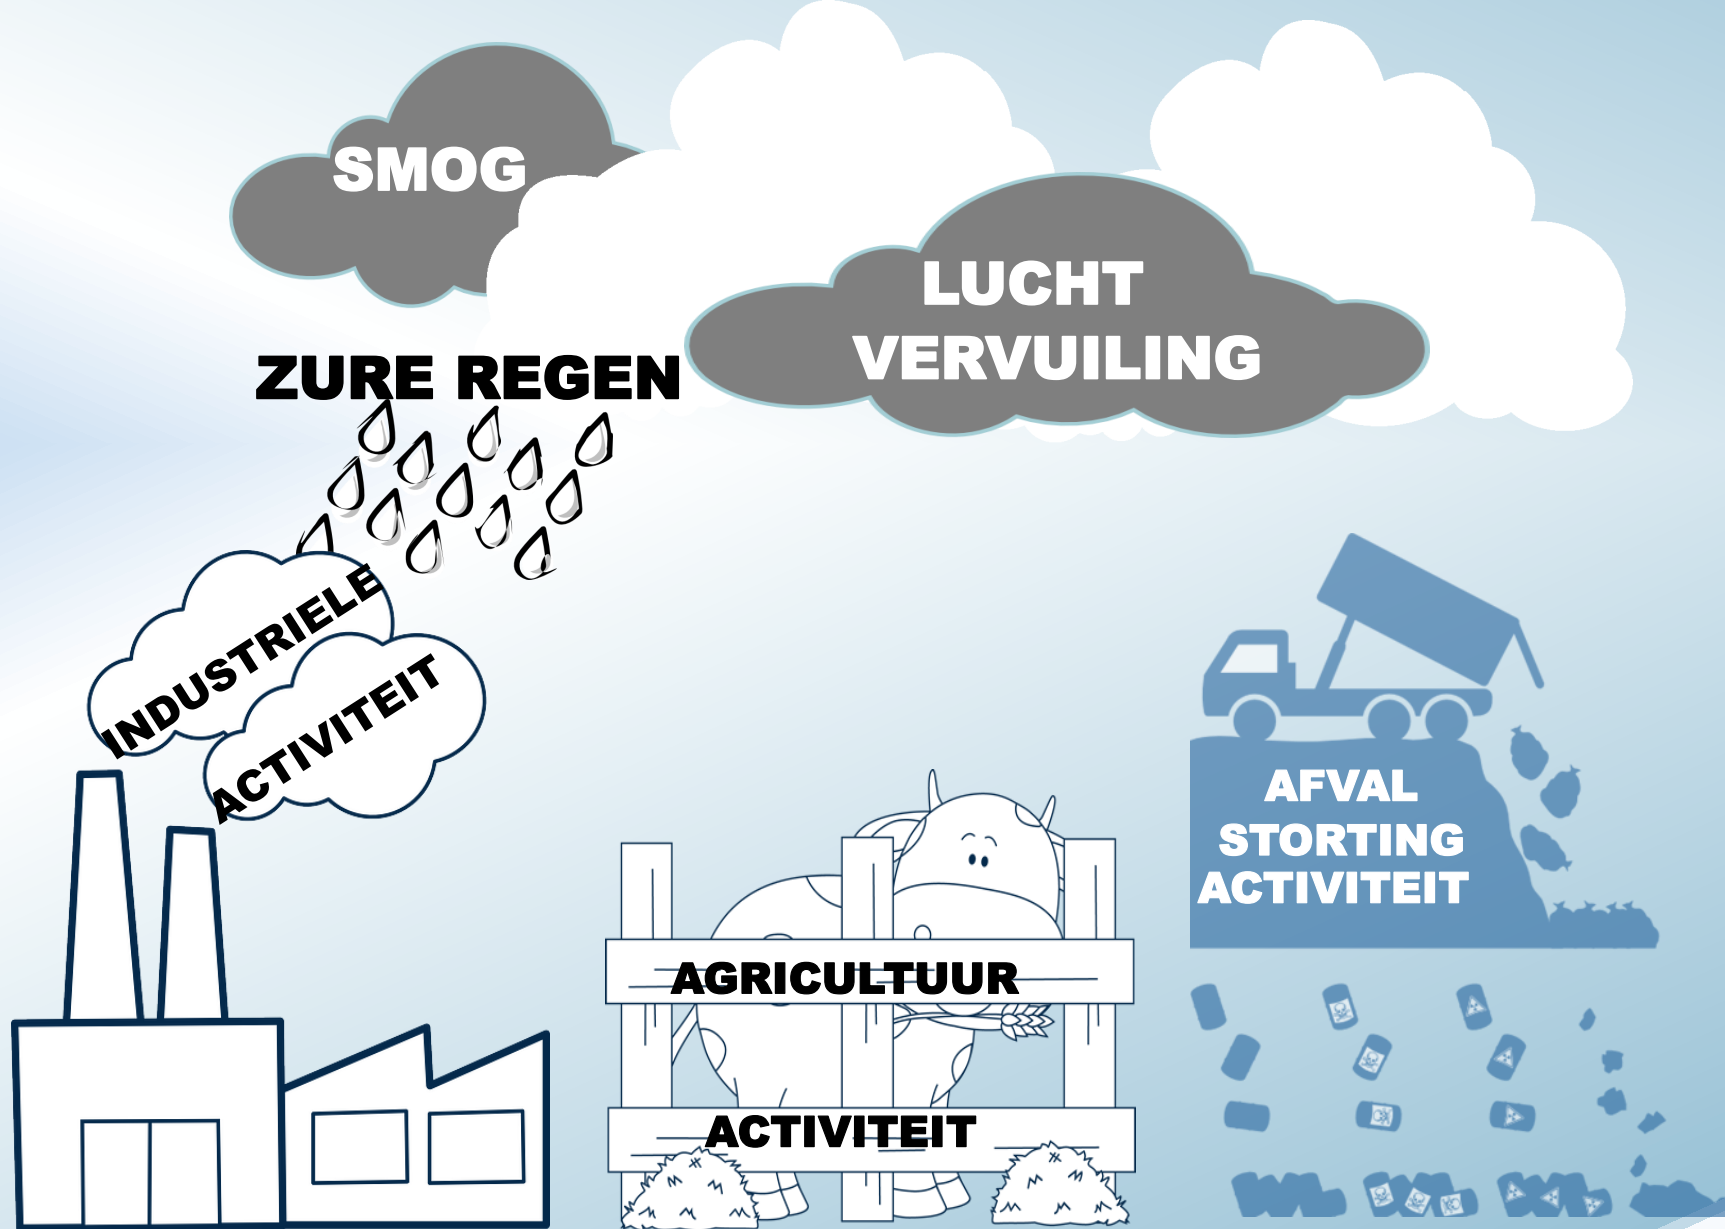 SMOG
LUCHT
VERVUILING
ZURE REGEN
INDUSTRIELE
ACTIVITEIT
AFVAL
STORTING
ACTIVITEIT
AGRICULTUUR
ACTIVITEIT